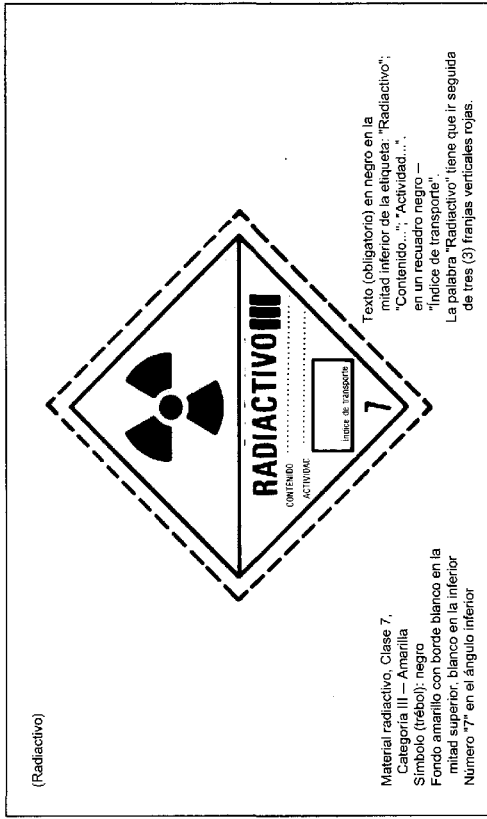 (Radiactivo)
RADIACTIVO
CONTENIDO
ACTIVIDAD
Indice de transporte
7
Material radiactivo, Clase 7,
Categoría III — Amarilla
Símbolo (trébol): negro
Fondo amarillo con borde blanco en la
mitad superior, blanco en la inferior
Número "7" en el ángulo inferior
Texto (obligatorio) en negro en la
mitad inferior de la etiqueta: "Radiactivo";
"Contenido..."; "Actividad...".
en un recuadro negro —
"Índice de transporte".
La palabra "Radiactivo" tiene que ir seguida
de tres (3) franjas verticales rojas.